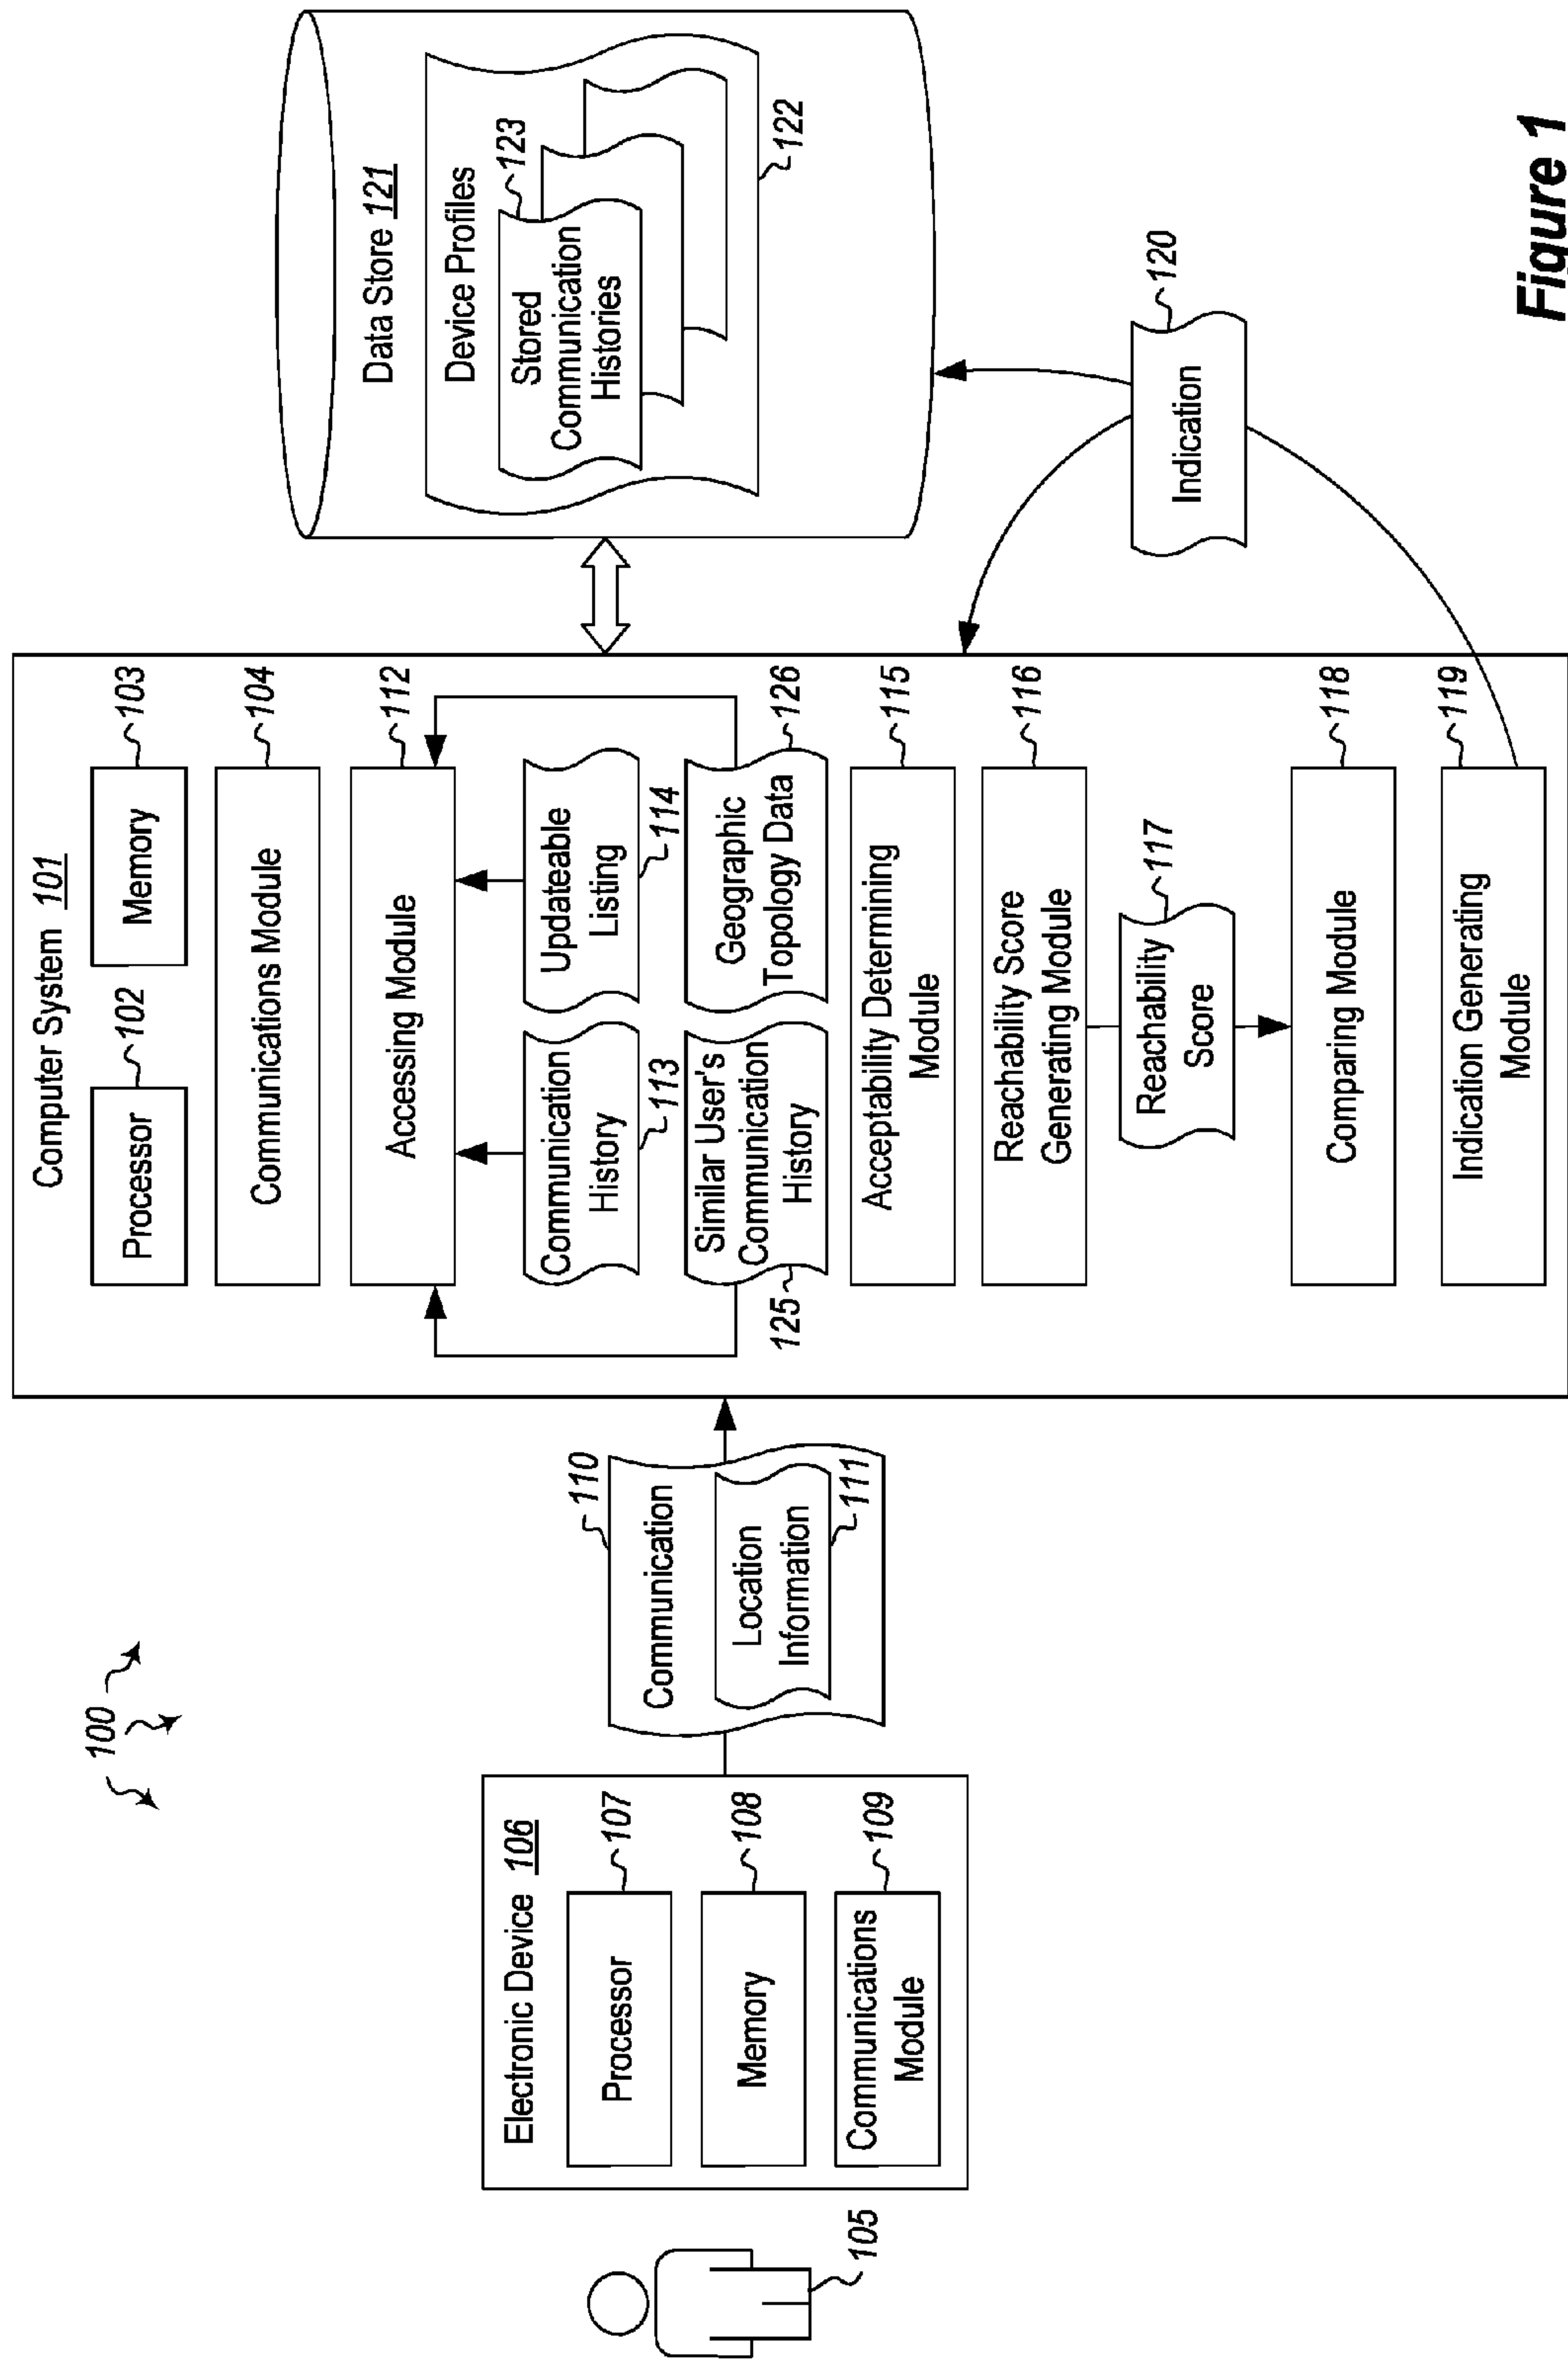 100
105
Electronic Device 106
Processor
107
Memory
108
Communications
Module
109
110
Communication
Location
Information
111
Computer System 101
Processor
102
Memory
103
Communications Module
104
Accessing Module
112
Communication
History
113
Updateable
Listing
114
Similar User's
Communication
History
125
Geographic
Topology Data
126
Acceptability Determining
Module
115
Reachability Score
Generating Module
116
Reachability
Score
117
Comparing Module
118
Indication Generating
Module
119
Indication
120
Data Store 121
Device Profiles
Stored
Communication
Histories
123
122
Figure 1